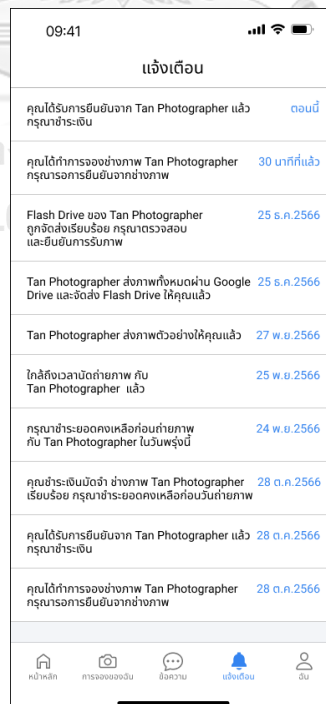 09:41
แจ้งเตือน
คุณได้รับการยืนยันจาก Tan Photographer แล้ว ตอนนี้
กรุณาชำระเงิน
คุณได้ทำการจองช่างภาพ Tan Photographer 30 นาทีที่แล้ว
กรุณารอการยืนยันจากช่างภาพ
Flash Drive ของ Tan Photographer 25 ธ.ค.2566
ถูกจัดส่งเรียบร้อย กรุณาตรวจสอบ
และยืนยันการรับภาพ
Tan Photographer ส่งภาพทั้งหมดผ่าน Google 25 ธ.ค.2566
Drive และจัดส่ง Flash Drive ให้คุณแล้ว
Tan Photographer ส่งภาพตัวอย่างให้คุณแล้ว 27 พ.ย.2566
ใกล้ถึงเวลานัดถ่ายภาพ กับ 25 พ.ย.2566
Tan Photographer แล้ว
กรุณาชำระยอดคงเหลือก่อนถ่ายภาพ 24 พ.ย.2566
กับ Tan Photographer ในวันพรุ่งนี้
คุณชำระเงินมัดจำ ช่างภาพ Tan Photographer 28 ต.ค.2566
เรียบร้อย กรุณาชำระยอดคงเหลือก่อนวันถ่ายภาพ
คุณได้รับการยืนยันจาก Tan Photographer แล้ว 28 ต.ค.2566
กรุณาชำระเงิน
คุณได้ทำการจองช่างภาพ Tan Photographer 28 ต.ค.2566
กรุณารอการยืนยันจากช่างภาพ
หน้าหลัก การจองของฉัน ข้อความ แจ้งเตือน ฉัน